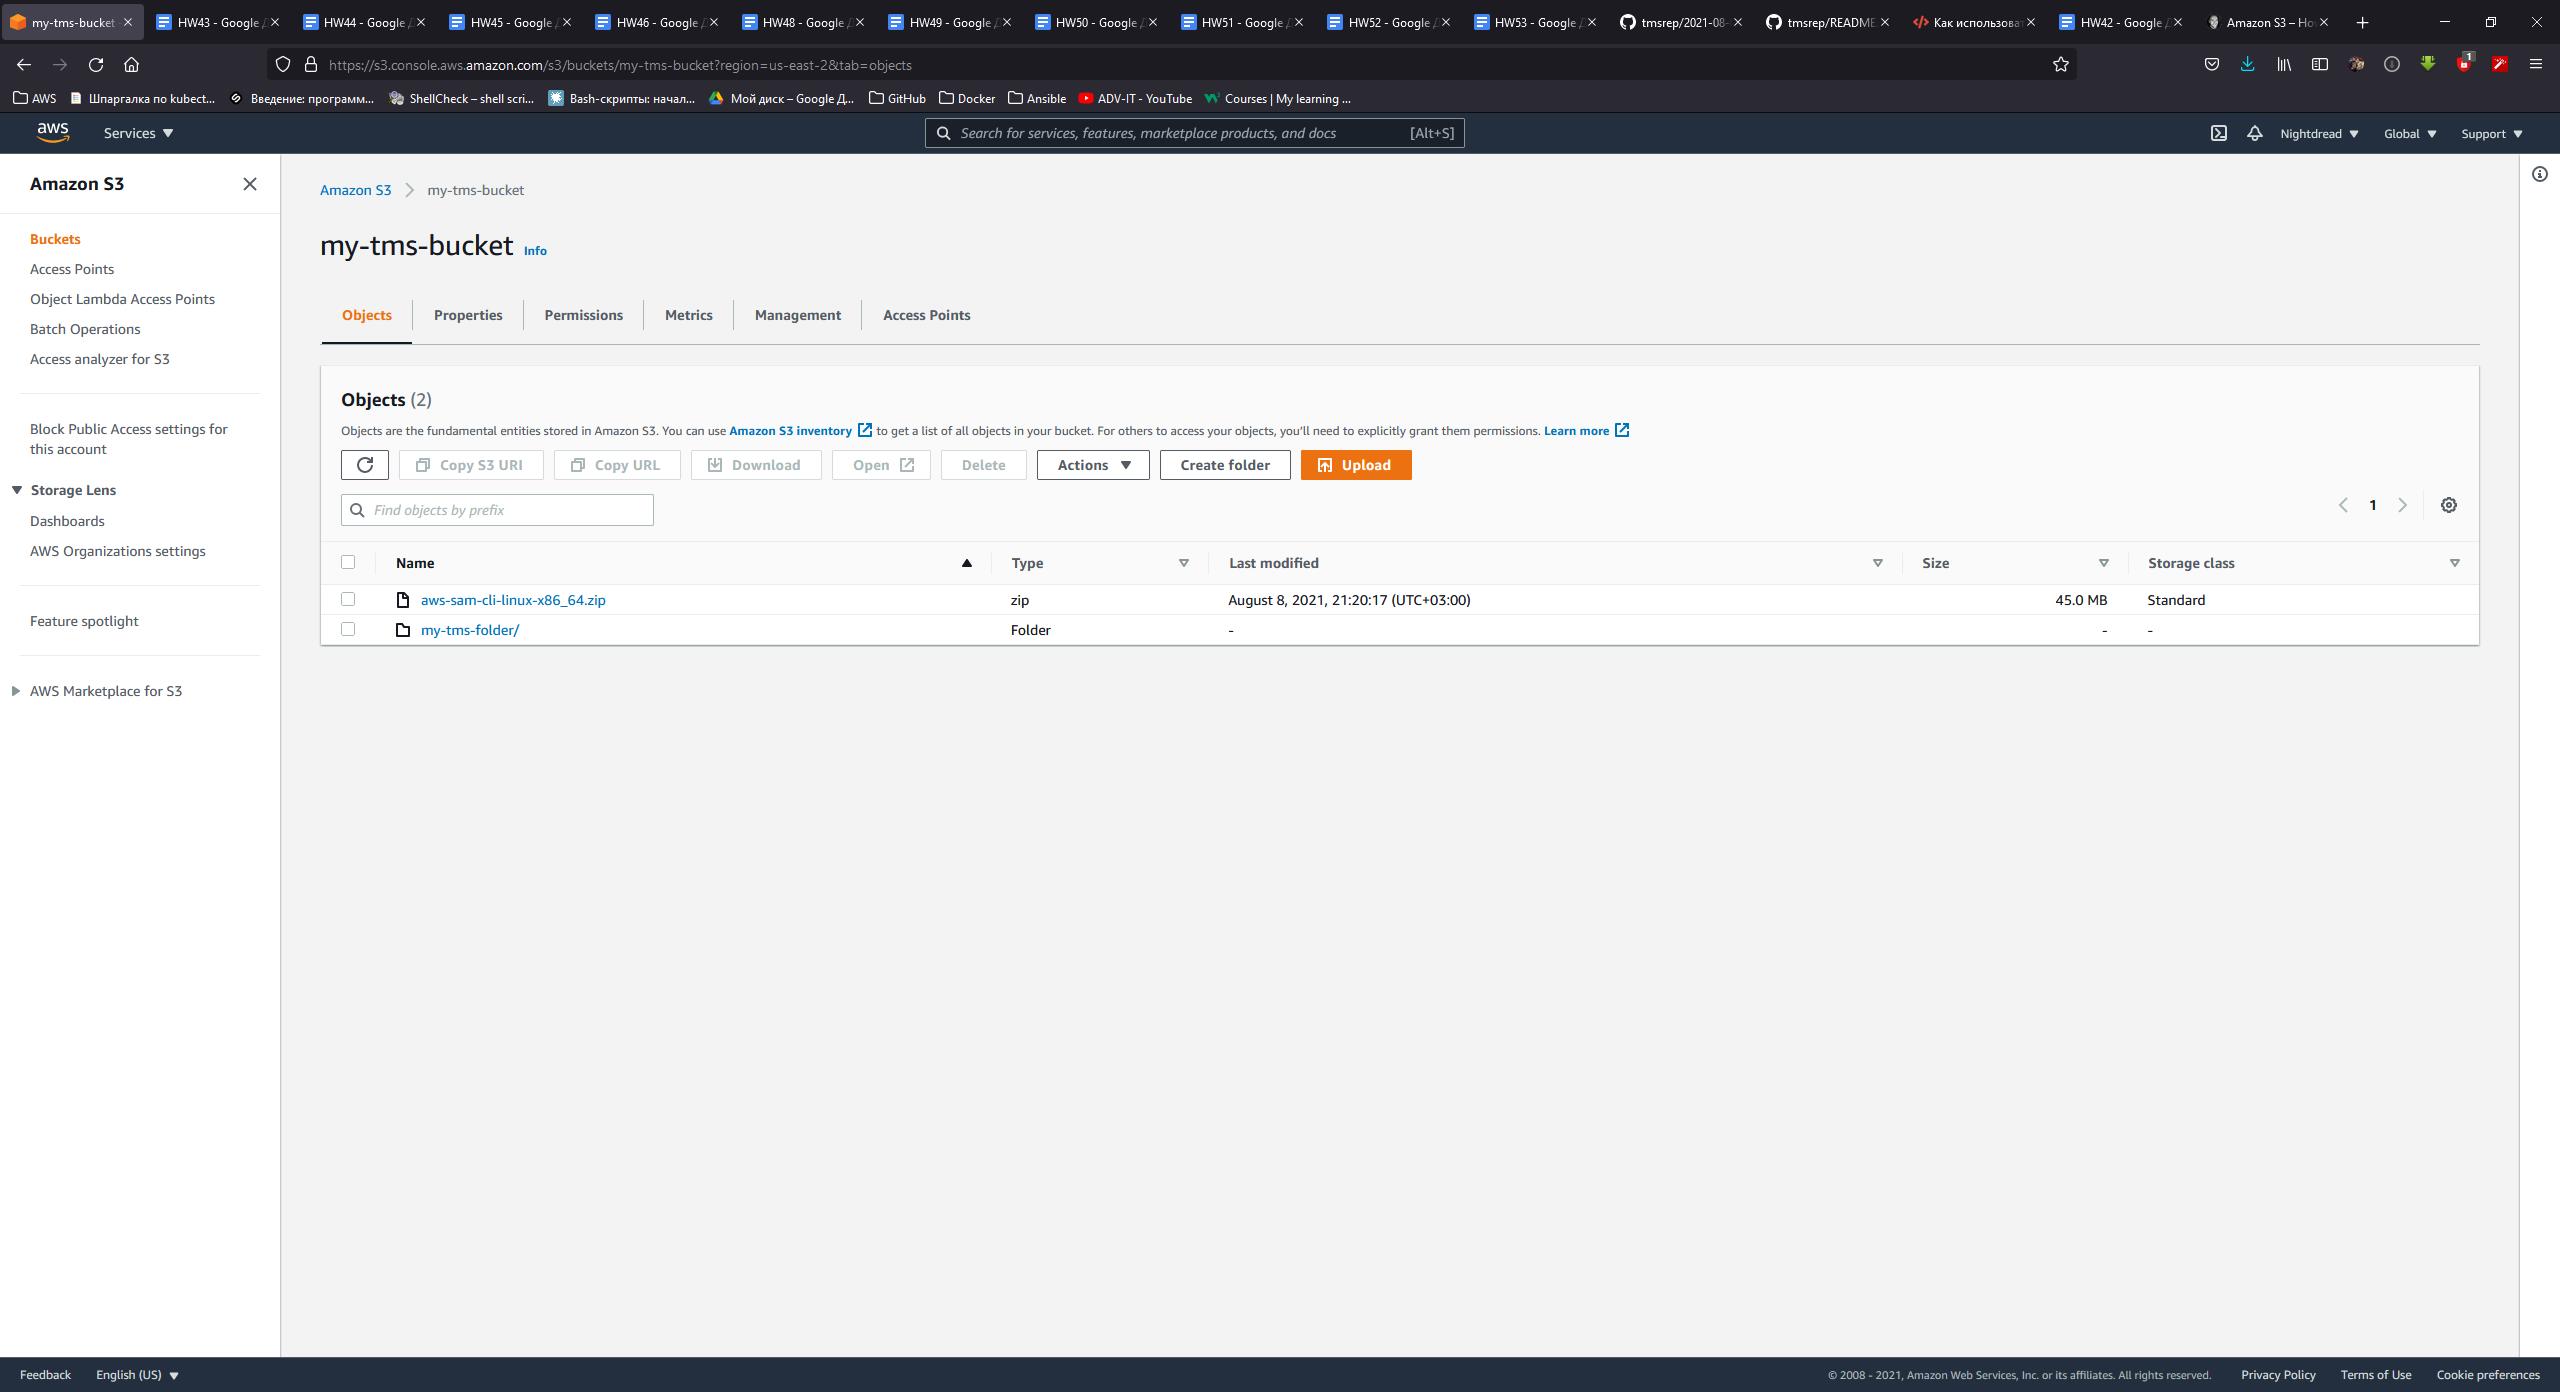 my-tms-bucket
HW43 - Google Д
HW44 - Google Д
HW45 - Google Д
HW46 - Google Д
HW48 - Google Д
HW49 - Google Д
HW50 - Google Д
HW51 - Google Д
HW52 - Google Д
HW53 - Google Д
tmsrep/2021-08-
tmsrep/README
Как использоват
HW42 - Google Д
Amazon S3 – Ho
https://s3.console.aws.amazon.com/s3/buckets/my-tms-bucket?region=us-east-2&tab=objects
1
AWS
Шпаргалка по kubect...
Введение: программ...
ShellCheck – shell scri...
Bash-скрипты: начал...
Мой диск – Google Д...
GitHub
Docker
Ansible
ADV-IT - YouTube
Courses | My learning ...
aws
Services
Search for services, features, marketplace products, and docs
[Alt+S]
Nightdread
Global
Support
Amazon S3
Buckets
Access Points
Object Lambda Access Points
Batch Operations
Access analyzer for S3
Block Public Access settings for
this account
Storage Lens
Dashboards
AWS Organizations settings
Feature spotlight
AWS Marketplace for S3
Amazon S3
my-tms-bucket
my-tms-bucket Info
Objects
Properties
Permissions
Metrics
Management
Access Points
Objects (2)
Objects are the fundamental entities stored in Amazon S3. You can use Amazon S3 inventory to get a list of all objects in your bucket. For others to access your objects, you'll need to explicitly grant them permissions. Learn more
Copy S3 URI
Copy URL
Download
Open
Delete
Actions
Create folder
Upload
Find objects by prefix
1
Name
Type
Last modified
Size
Storage class
aws-sam-cli-linux-x86_64.zip
zip
August 8, 2021, 21:20:17 (UTC+03:00)
45.0 MB
Standard
my-tms-folder/
Folder
-
-
-
Feedback
English (US)
© 2008 - 2021, Amazon Web Services, Inc. or its affiliates. All rights reserved.
Privacy Policy
Terms of Use
Cookie preferences